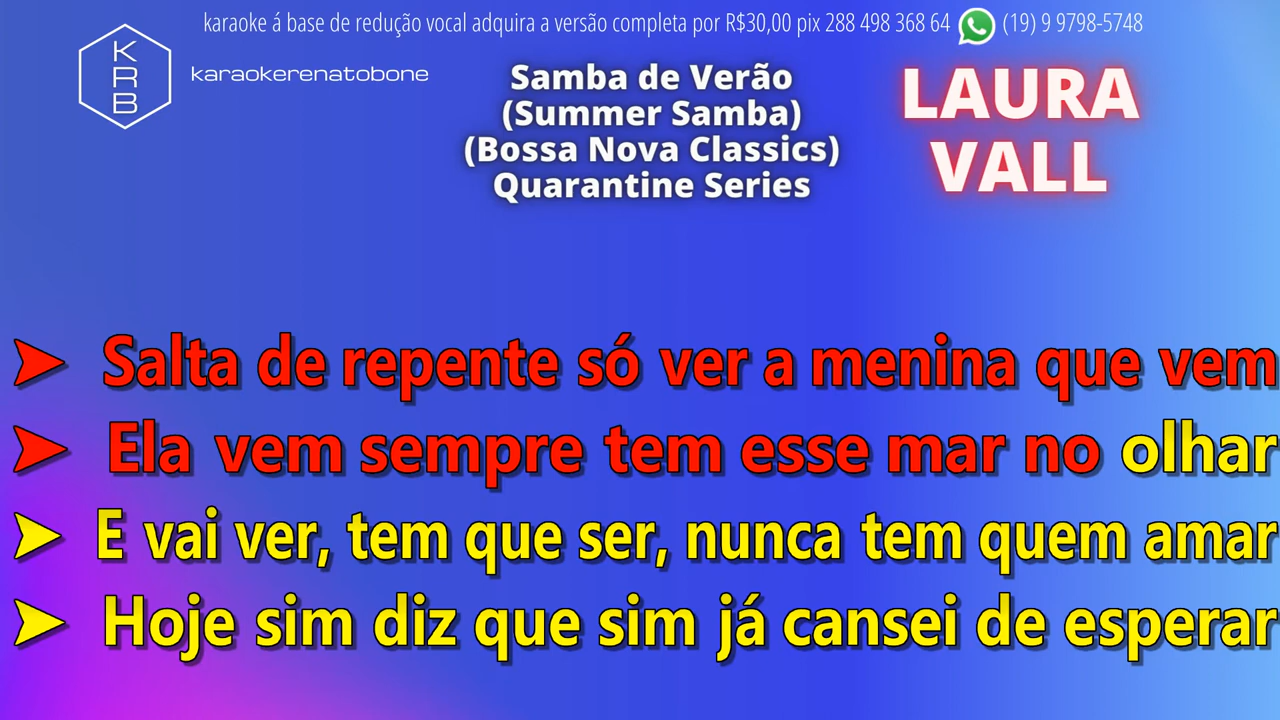 karaoke á base de redução vocal adquira a versão completa por R$30,00 pix 288 498 368 64 (19) 9 9798-5748
KRB
karaokerenatobone
Samba de Verão
(Summer Samba)
(Bossa Nova Classics)
Quarantine Series
LAURA
VALL
➤ Salta de repente só ver a menina que vem
➤ Ela vem sempre tem esse mar no olhar
➤ E vai ver, tem que ser, nunca tem quem amar
➤ Hoje sim diz que sim já cansei de esperar